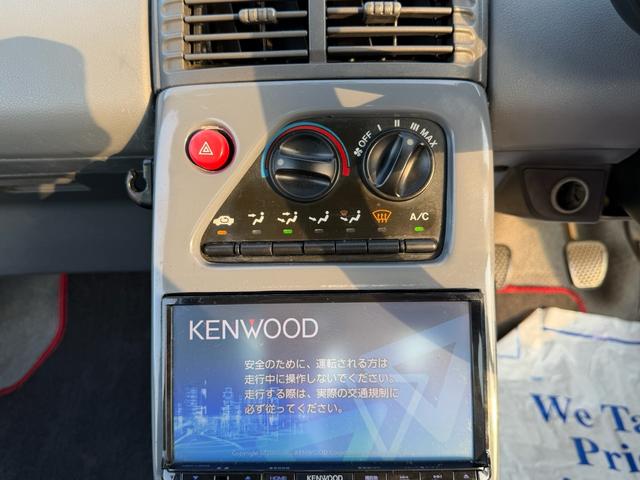 OFF I II III MAX
A/C
KENWOOD
安全のために、運転される方は
走行中に操作しないでください。
走行する際は、実際の交通規制に
必ず従ってください。
KENWOOD
HOME
We Ta
Pri